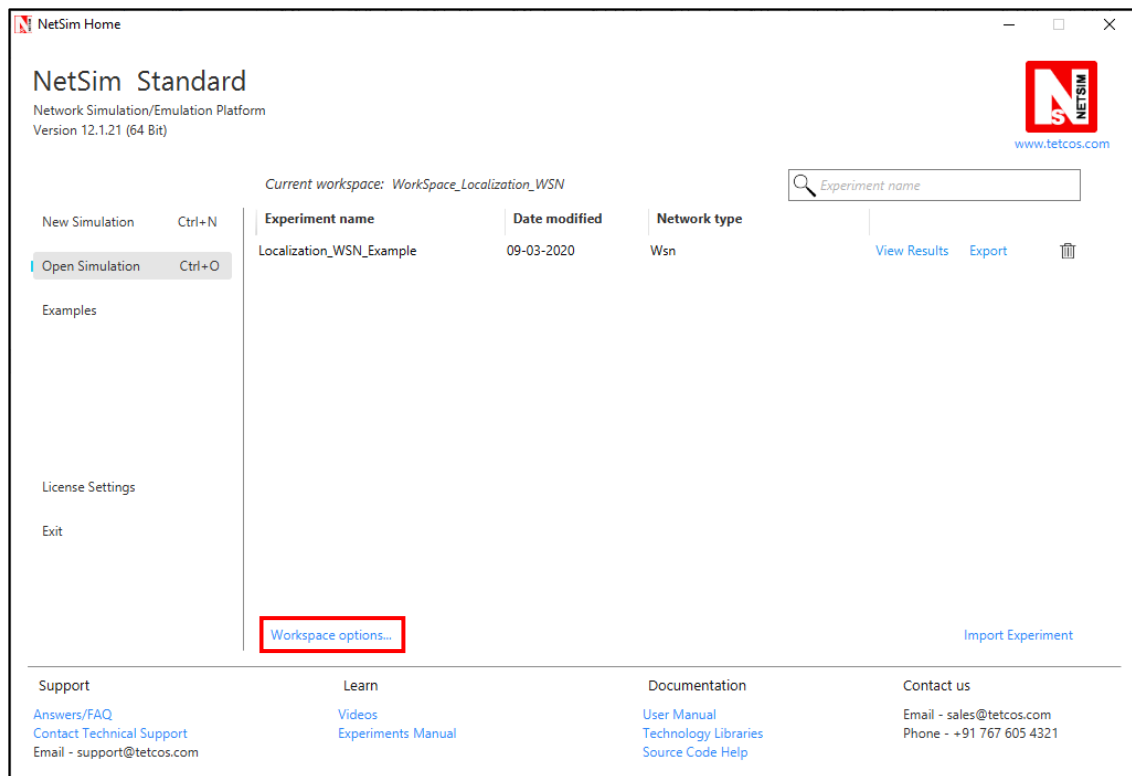 NetSim Home
NetSim Standard
Network Simulation/Emulation Platform
Version 12.1.21 (64 Bit)
N
S
NETSIM
www.tetcos.com
Current workspace: WorkSpace_Localization_WSN
Experiment name
New Simulation Ctrl+N
Open Simulation Ctrl+O
Examples
License Settings
Exit
Experiment name Date modified Network type
Localization_WSN_Example 09-03-2020 Wsn View Results Export
Workspace options...
Import Experiment
Support
Answers/FAQ
Contact Technical Support
Email - support@tetcos.com
Learn
Videos
Experiments Manual
Documentation
User Manual
Technology Libraries
Source Code Help
Contact us
Email - sales@tetcos.com
Phone - +91 767 605 4321